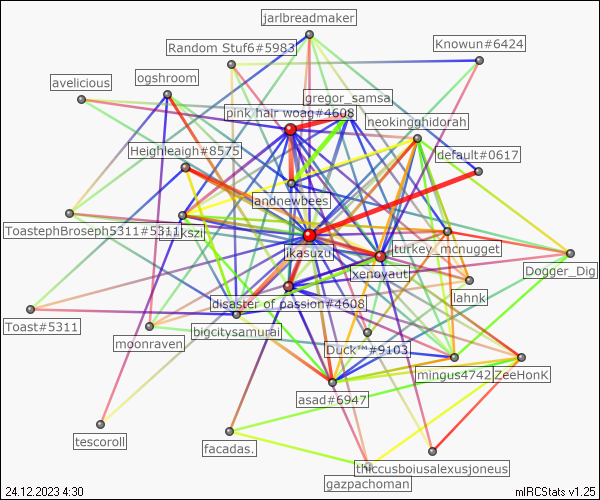 jarlbreadmaker
Random Stuf6#5983
Knowun#6424
ogshroom
avelicious
gregor_samsa
pink hair woag#4608
neokingghidorah
Heighleaigh#8575
default#0617
andnewbees
ToastephBroseph5311#5311
ikasuzu
turkey_mcnugget
xenoyaut
Dogger_Dig
lahnk
disaster of passion#4608
Toast#5311
bigcitysamurai
moonraven
Duck™#9103
mingus4742
ZeeHonK
asad#6947
tescoroll
facadas.
thiccusboiusalexusjoneus
gazpachoman
24.12.2023 4:30
mIRCStats v1.25